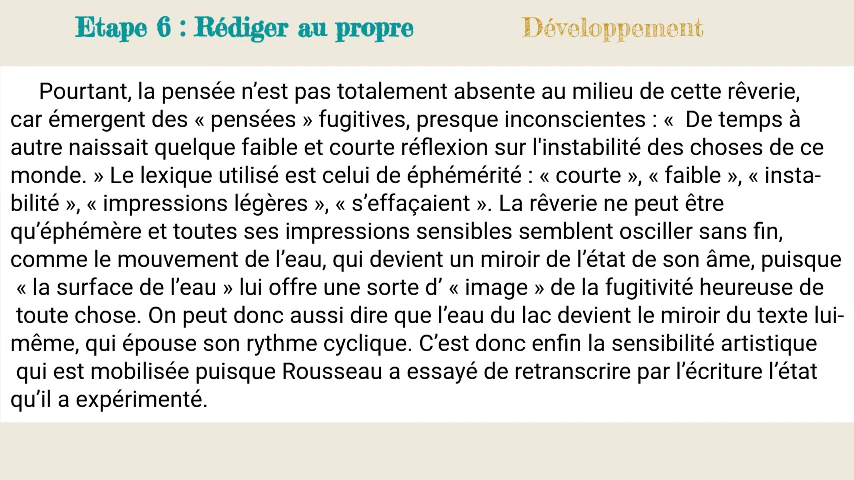 Etape 6 : Rédiger au propre
Développement
Pourtant, la pensée n’est pas totalement absente au milieu de cette rêverie,
car émergent des « pensées » fugitives, presque inconscientes : «  De temps à
autre naissait quelque faible et courte réflexion sur l'instabilité des choses de ce
monde. » Le lexique utilisé est celui de éphémérité : « courte », « faible », « insta-
bilité », « impressions légères », « s’effaçaient ». La rêverie ne peut être
qu’éphémère et toutes ses impressions sensibles semblent osciller sans fin,
comme le mouvement de l’eau, qui devient un miroir de l’état de son âme, puisque
« la surface de l’eau » lui offre une sorte d’ « image » de la fugitivité heureuse de
toute chose. On peut donc aussi dire que l’eau du lac devient le miroir du texte lui-
même, qui épouse son rythme cyclique. C’est donc enfin la sensibilité artistique
qui est mobilisée puisque Rousseau a essayé de retranscrire par l’écriture l’état
qu’il a expérimenté.